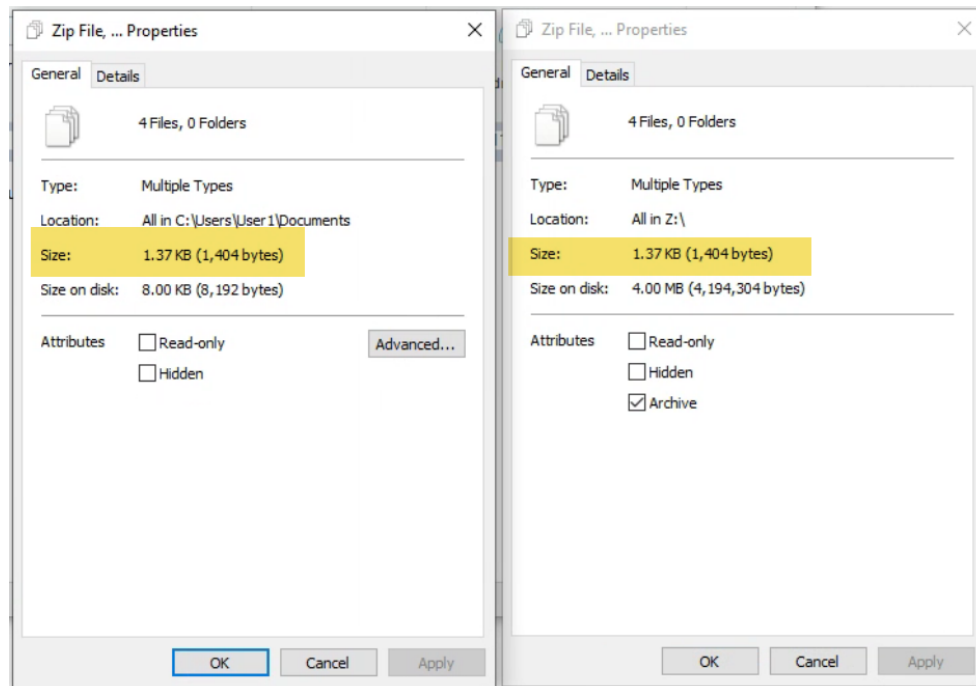 Zip File, ... Properties
General Details
4 Files, 0 Folders
Type: Multiple Types
Location: All in C:\Users\User1\Documents
Size: 1.37 KB (1,404 bytes)
Size on disk: 8.00 KB (8,192 bytes)
Attributes Read-only Advanced...
Hidden
OK Cancel Apply
Zip File, ... Properties
General Details
4 Files, 0 Folders
Type: Multiple Types
Location: All in Z:\
Size: 1.37 KB (1,404 bytes)
Size on disk: 4.00 MB (4,194,304 bytes)
Attributes Read-only
Hidden
Archive
OK Cancel Apply